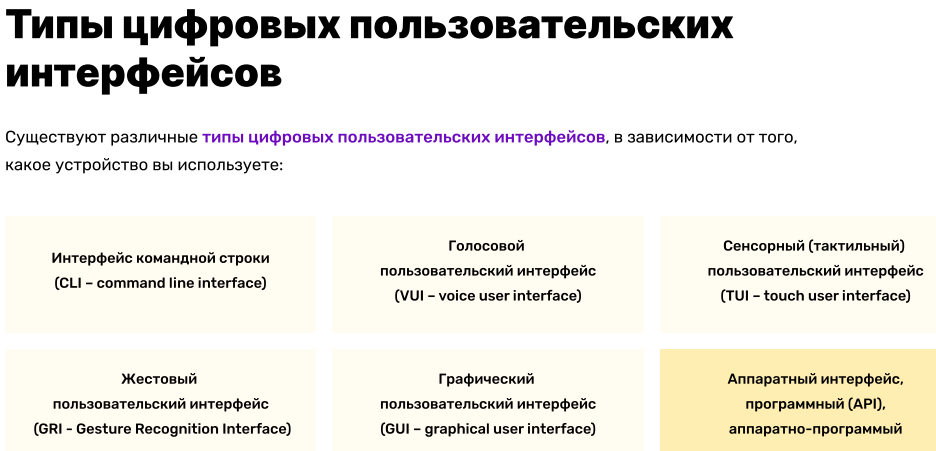 Типы цифровых пользовательских
интерфейсов
Существуют различные типы цифровых пользовательских интерфейсов, в зависимости от того,
какое устройство вы используете:
Интерфейс командной строки
(CLI – command line interface)
Голосовой
пользовательский интерфейс
(VUI – voice user interface)
Сенсорный (тактильный)
пользовательский интерфейс
(TUI – touch user interface)
Жестовый
пользовательский интерфейс
(GRI - Gesture Recognition Interface)
Графический
пользовательский интерфейс
(GUI – graphical user interface)
Аппаратный интерфейс,
программный (API),
аппаратно-программый